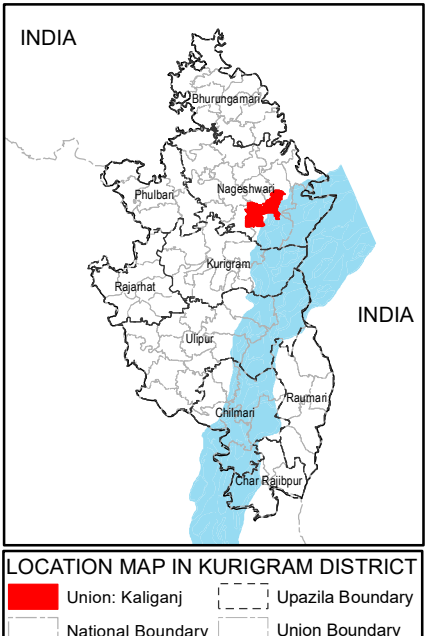 INDIA
Bhurungamari
Nageshwari
Phulbari
Kurigram
Rajarhat
INDIA
Ulipur
Raumari
Chilmari
Char Rajibpur
LOCATION MAP IN KURIGRAM DISTRICT
Union: Kaliganj
Upazila Boundary
National Boundary
Union Boundary